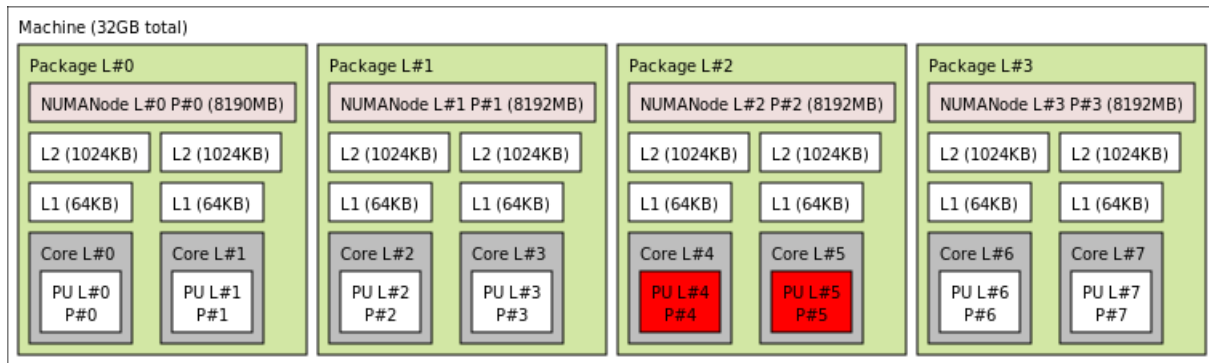 Machine (32GB total)
Package L#0
NUMANode L#0 P#0 (8190MB)
L2 (1024KB) L2 (1024KB)
L1 (64KB) L1 (64KB)
Core L#0 Core L#1
PU L#0 PU L#1
P#0 P#1
Package L#1
NUMANode L#1 P#1 (8192MB)
L2 (1024KB) L2 (1024KB)
L1 (64KB) L1 (64KB)
Core L#2 Core L#3
PU L#2 PU L#3
P#2 P#3
Package L#2
NUMANode L#2 P#2 (8192MB)
L2 (1024KB) L2 (1024KB)
L1 (64KB) L1 (64KB)
Core L#4 Core L#5
PU L#4 PU L#5
P#4 P#5
Package L#3
NUMANode L#3 P#3 (8192MB)
L2 (1024KB) L2 (1024KB)
L1 (64KB) L1 (64KB)
Core L#6 Core L#7
PU L#6 PU L#7
P#6 P#7